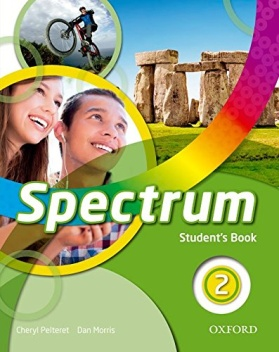 Spectrum
Student's Book
2
Cheryl Pelteret Dan Morris
OXFORD